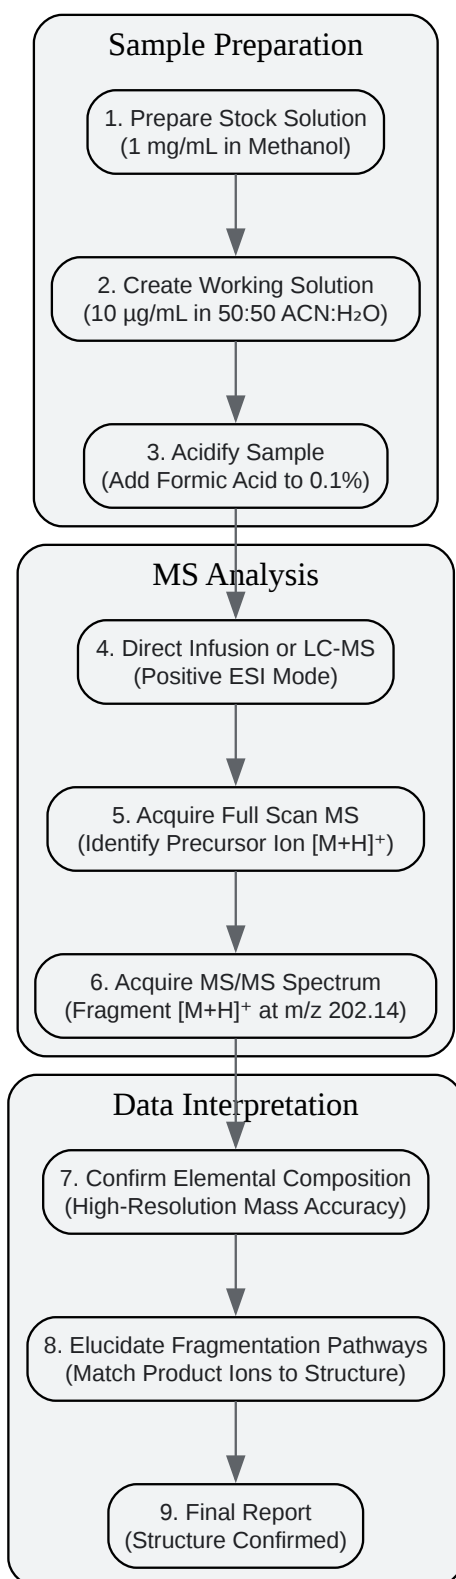 Sample Preparation
1. Prepare Stock Solution
(1 mg/mL in Methanol)
2. Create Working Solution
(10 µg/mL in 50:50 ACN:H₂O)
3. Acidify Sample
(Add Formic Acid to 0.1%)
MS Analysis
4. Direct Infusion or LC-MS
(Positive ESI Mode)
5. Acquire Full Scan MS
(Identify Precursor Ion [M+H]⁺)
6. Acquire MS/MS Spectrum
(Fragment [M+H]⁺ at m/z 202.14)
Data Interpretation
7. Confirm Elemental Composition
(High-Resolution Mass Accuracy)
8. Elucidate Fragmentation Pathways
(Match Product Ions to Structure)
9. Final Report
(Structure Confirmed)